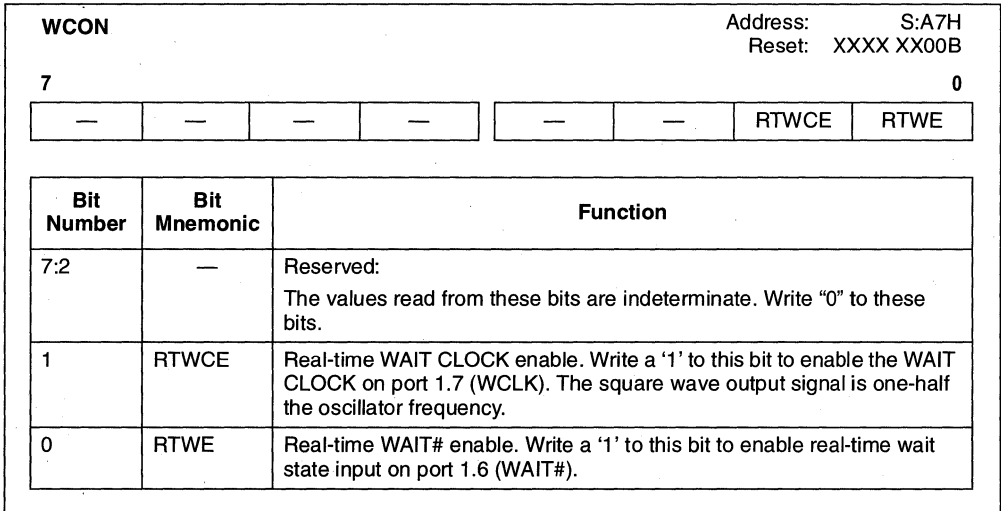 WCON
Address: S:A7H
Reset: XXXX XX00B
7 0
— — — — — — RTWCE RTWE
Bit Number Bit Mnemonic Function
7:2 — Reserved:
The values read from these bits are indeterminate. Write “0” to these
bits.
1 RTWCE Real-time WAIT CLOCK enable. Write a ‘1’ to this bit to enable the WAIT
CLOCK on port 1.7 (WCLK). The square wave output signal is one-half
the oscillator frequency.
0 RTWE Real-time WAIT# enable. Write a ‘1’ to this bit to enable real-time wait
state input on port 1.6 (WAIT#).